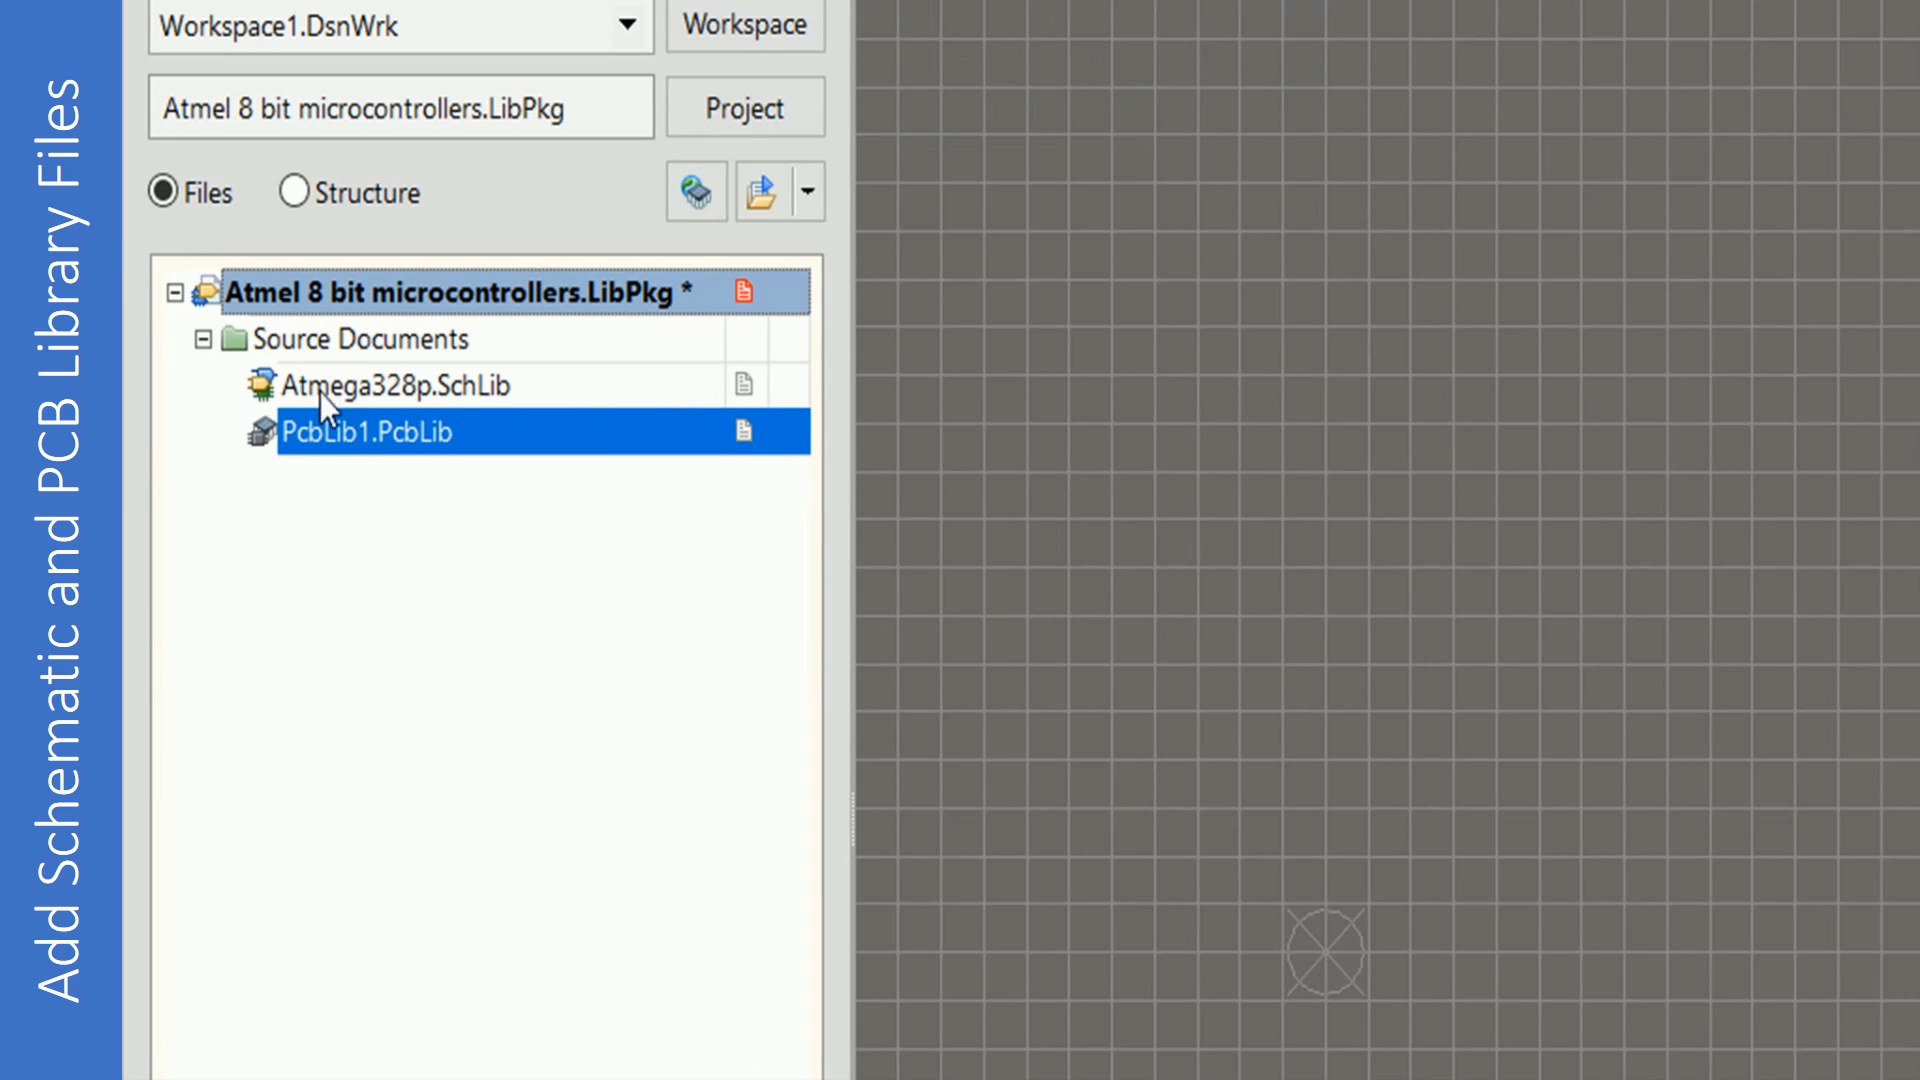 Add Schematic and PCB Library Files
Workspace1.DsnWrk
Workspace
Atmel 8 bit microcontrollers.LibPkg
Project
Files
Structure
Atmel 8 bit microcontrollers.LibPkg *
Source Documents
Atmega328p.SchLib
PcbLib1.PcbLib